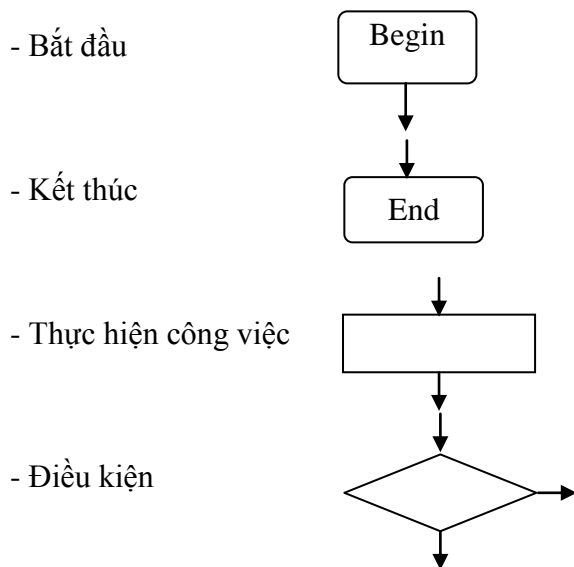 - Bắt đầu
Begin
- Kết thúc
End
- Thực hiện công việc
- Điều kiện